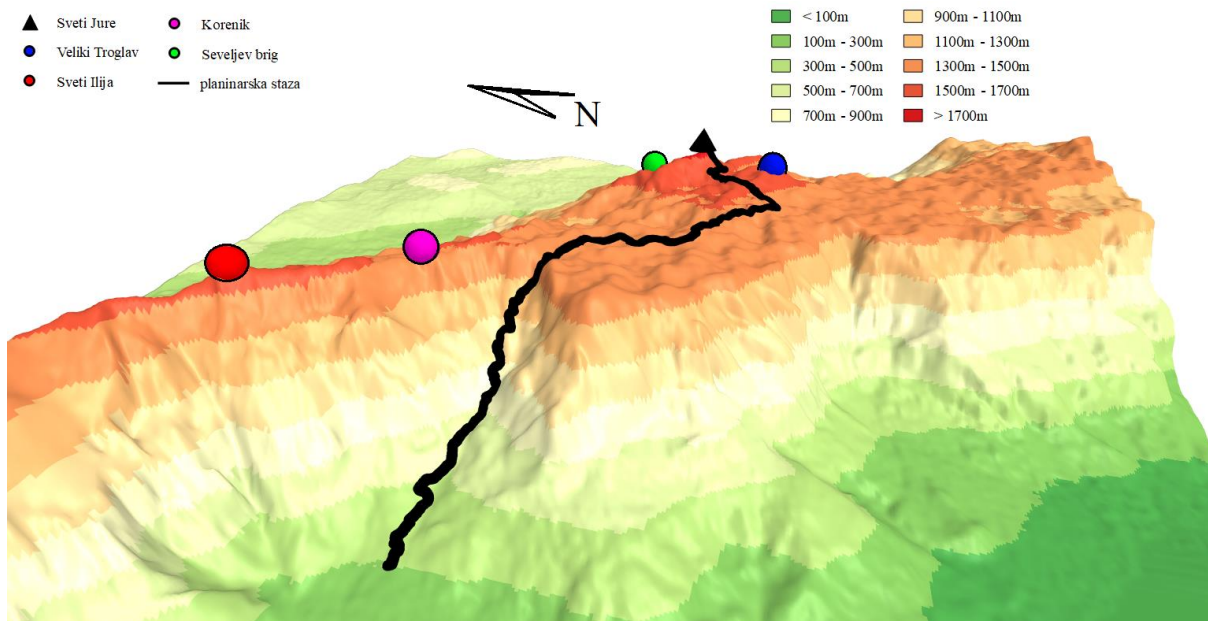 Sveti Jure
Veliki Troglav
Sveti Ilija
Korenik
Seveljev brig
planinarska staza
N
< 100m
100m - 300m
300m - 500m
500m - 700m
700m - 900m
900m - 1100m
1100m - 1300m
1300m - 1500m
1500m - 1700m
> 1700m